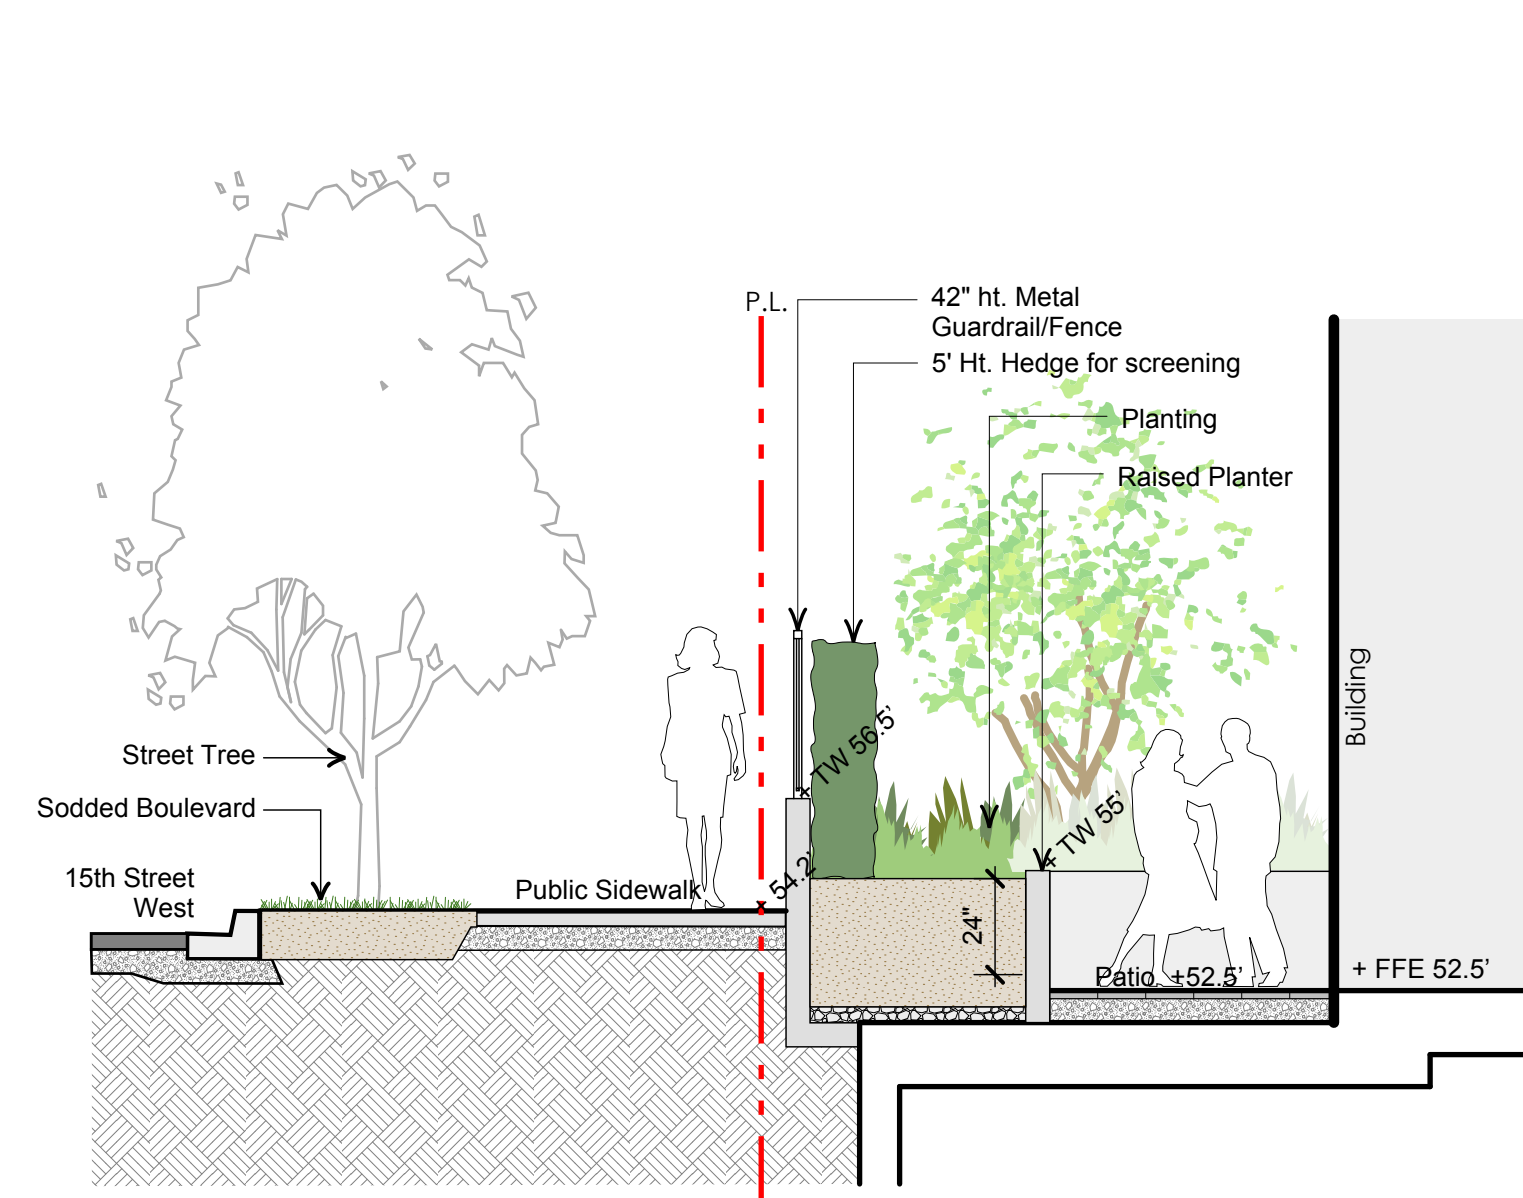 P.L.
42" ht. Metal
Guardrail/Fence
5' Ht. Hedge for screening
Planting
Raised Planter
Building
+ TW 56.5’
Street Tree
Sodded Boulevard
+ TW 55’
15th Street
West
Public Sidewalk
x 54.2’
24"
Patio ±52.5’
+ FFE 52.5’